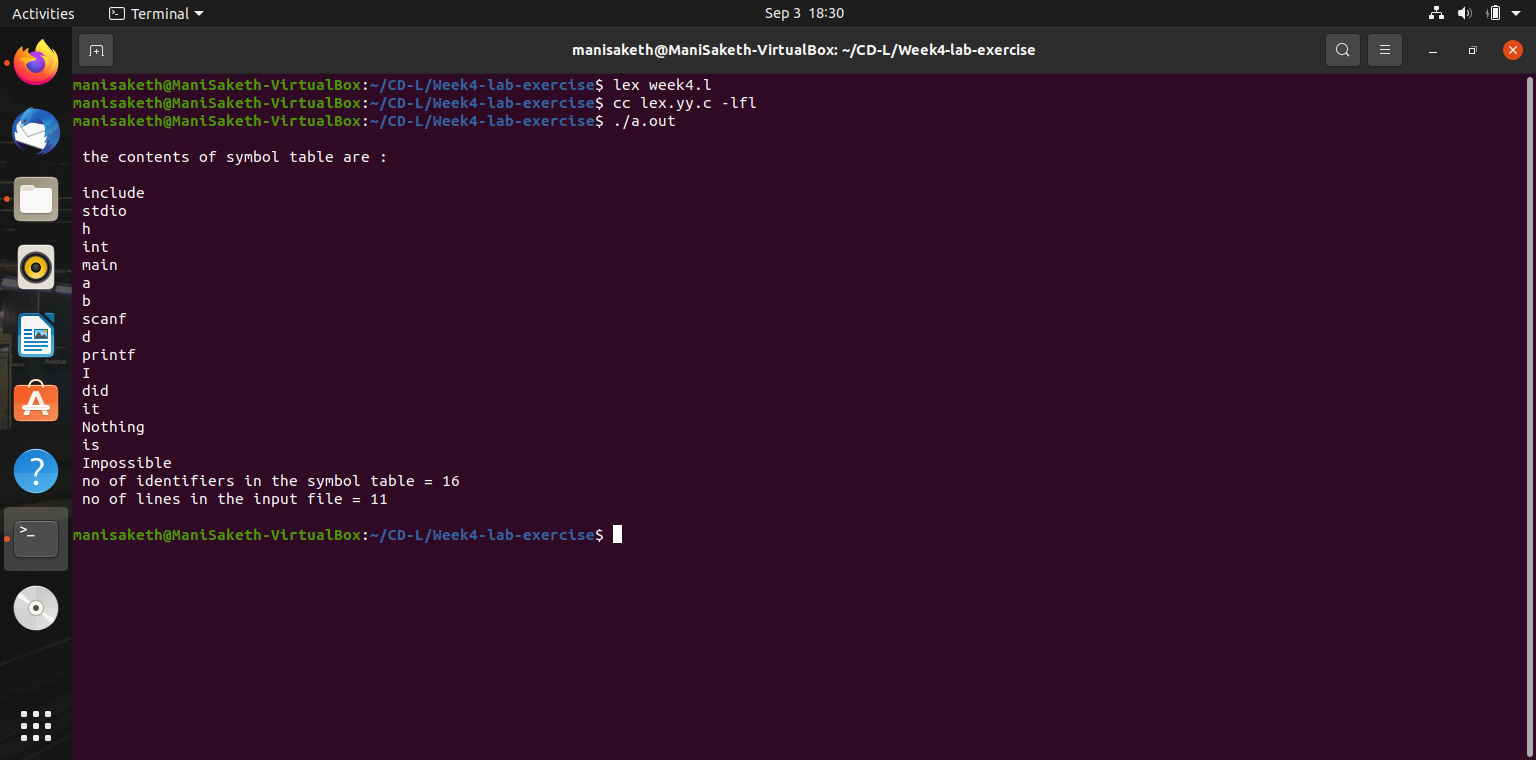 Activities
Terminal
Sep 3 18:30
manisaketh@ManiSaketh-VirtualBox: ~/CD-L/Week4-lab-exercise
manisaketh@ManiSaketh-VirtualBox:~/CD-L/Week4-lab-exercise$ lex week4.l
manisaketh@ManiSaketh-VirtualBox:~/CD-L/Week4-lab-exercise$ cc lex.yy.c -lfl
manisaketh@ManiSaketh-VirtualBox:~/CD-L/Week4-lab-exercise$ ./a.out
the contents of symbol table are :
include
stdio
h
int
main
a
b
scanf
d
printf
I
did
it
Nothing
is
Impossible
no of identifiers in the symbol table = 16
no of lines in the input file = 11
manisaketh@ManiSaketh-VirtualBox:~/CD-L/Week4-lab-exercise$